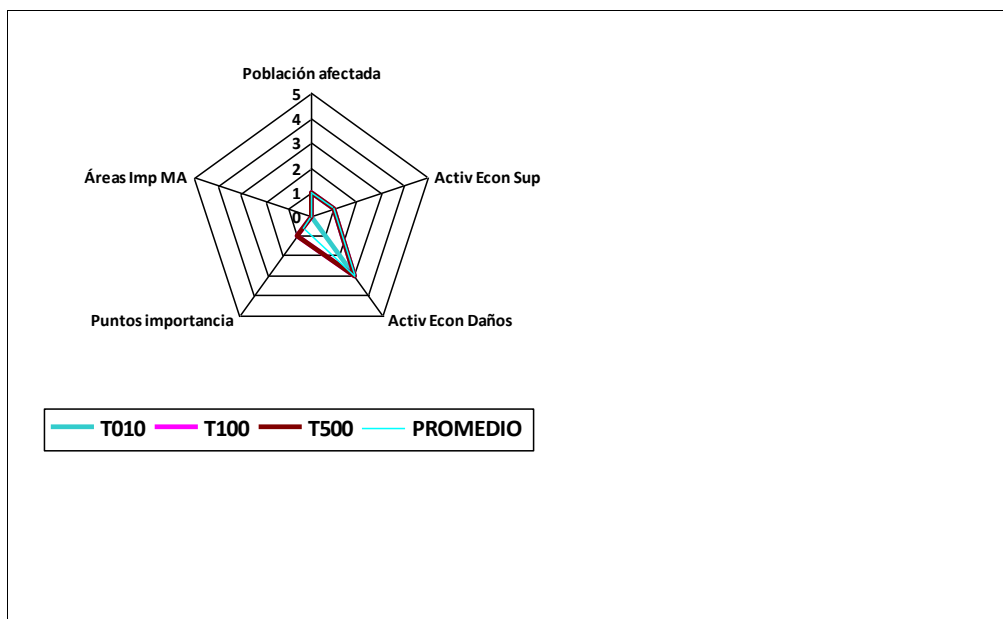 Población afectada
5
4
3
2
1
0
Áreas Imp MA
Activ Econ Sup
Puntos importancia
Activ Econ Daños
T010 T100 T500 PROMEDIO